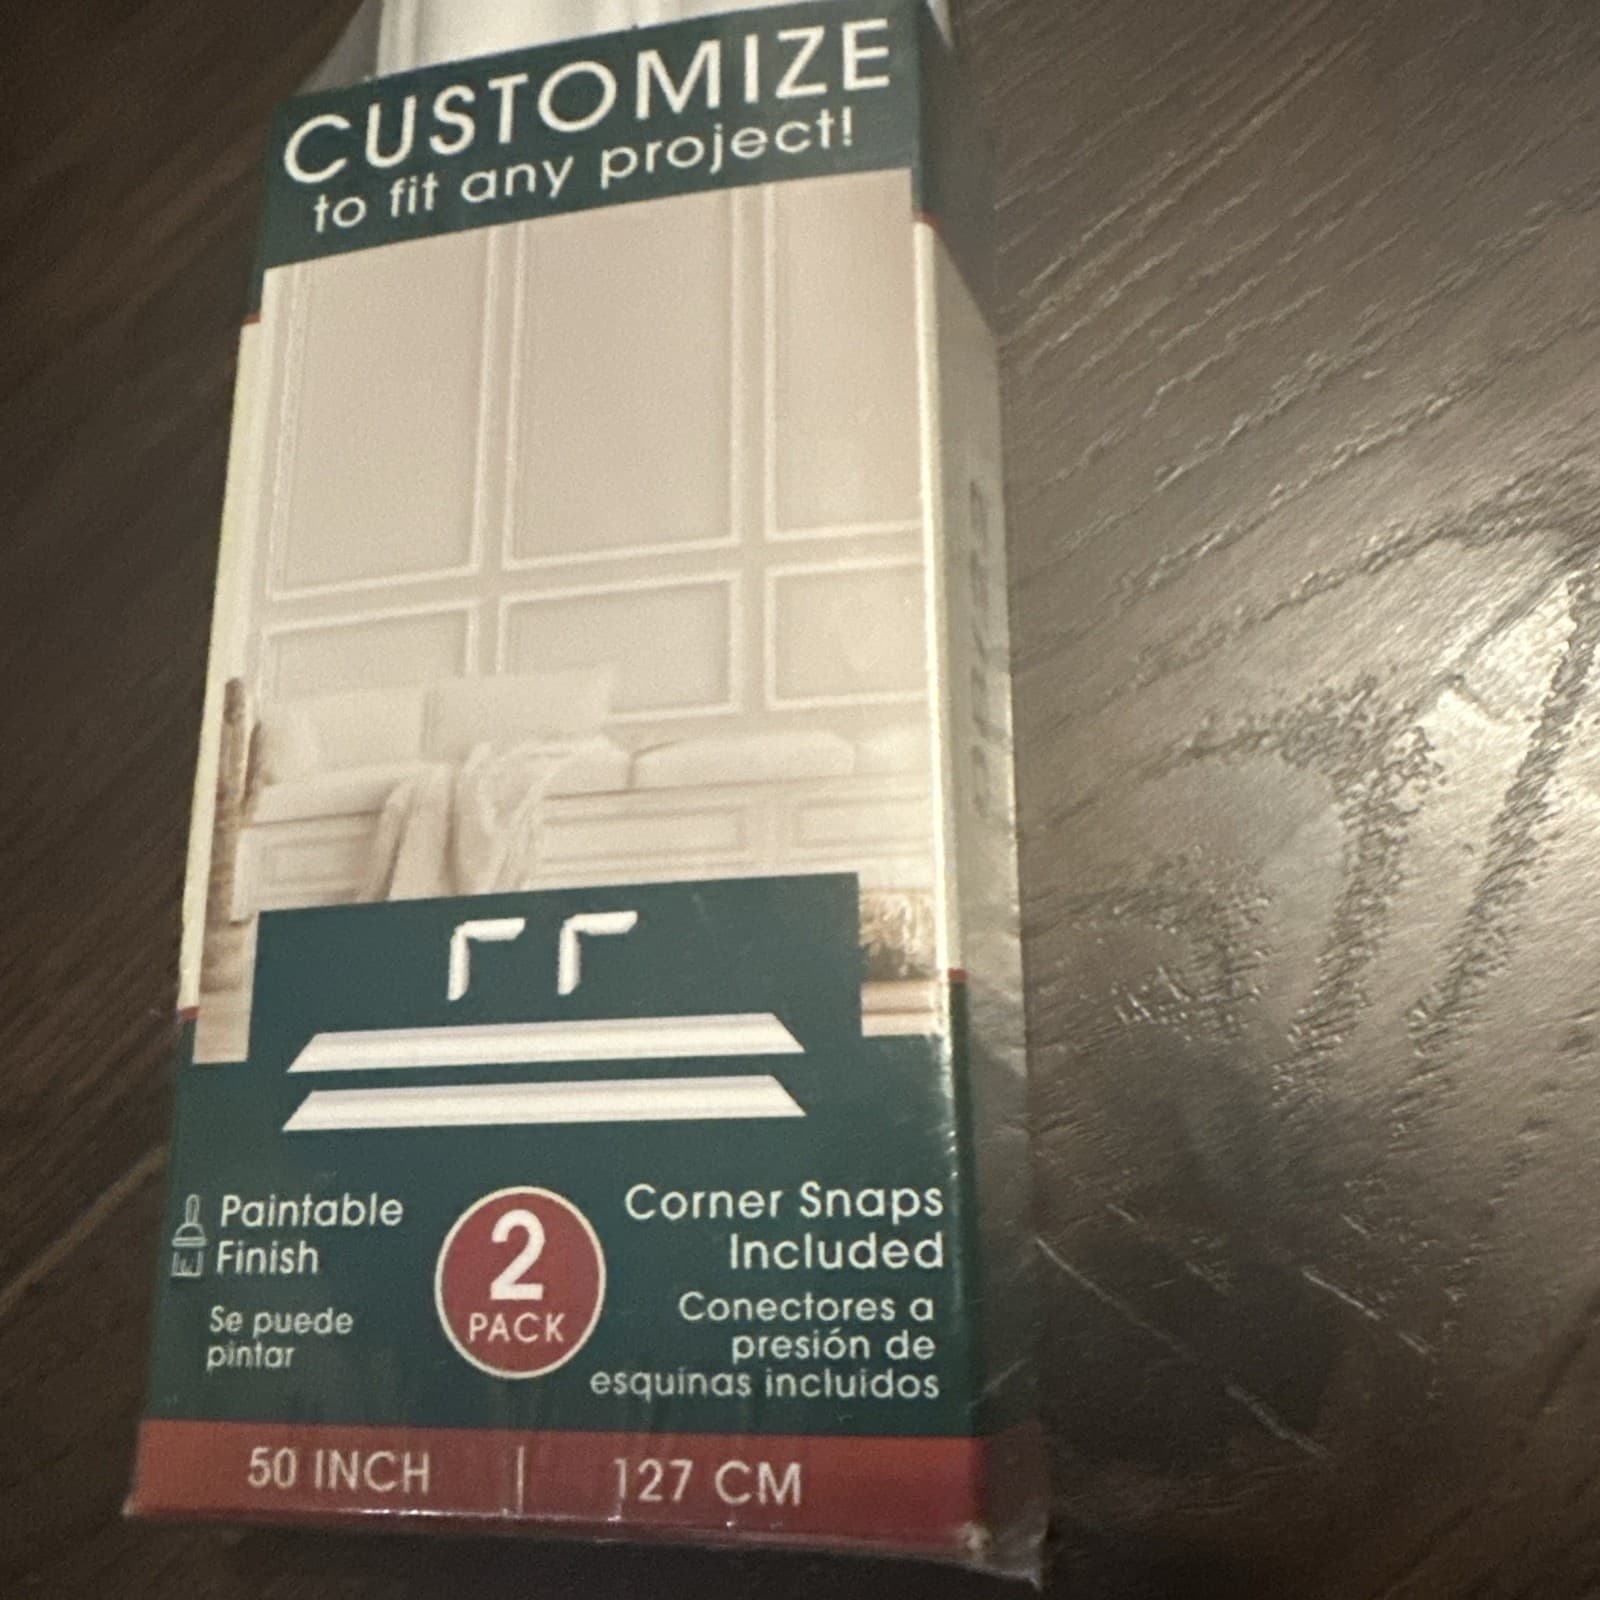 CUSTOMIZE
to fit any project!
Paintable
Finish
Se puede
pintar
2
PACK
Corner Snaps
Included
Conectores a
presión de
esquinas incluidos
50 INCH | 127 CM